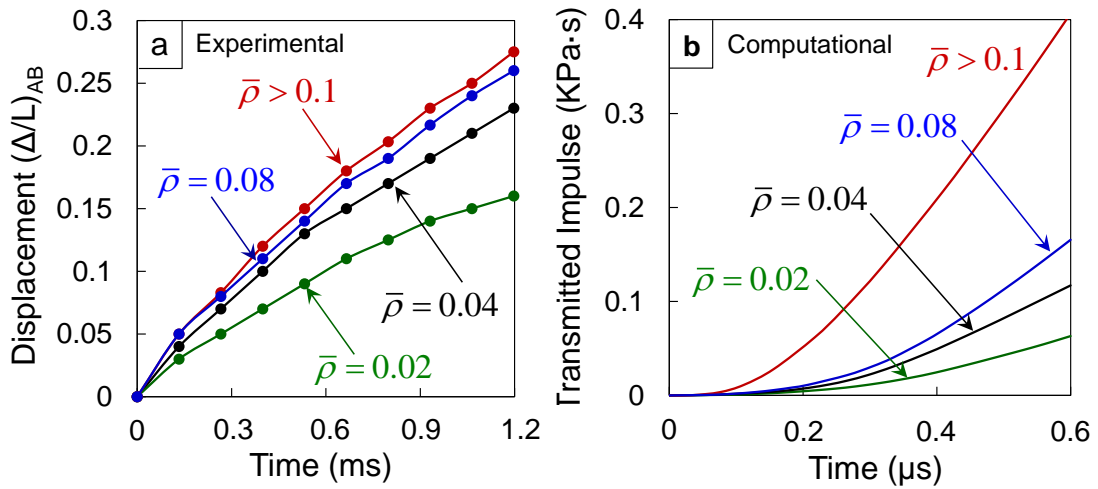 a Experimental
Displacement (Δ/L)AB
0.3
0.25
0.2
0.15
0.1
0.05
0
ρ̅ > 0.1
ρ̅ = 0.08
ρ̅ = 0.04
ρ̅ = 0.02
0 0.3 0.6 0.9 1.2
Time (ms)
b Computational
Transmitted Impulse (KPa·s)
0.4
0.3
0.2
0.1
0
ρ̅ > 0.1
ρ̅ = 0.08
ρ̅ = 0.04
ρ̅ = 0.02
0 0.2 0.4 0.6
Time (µs)